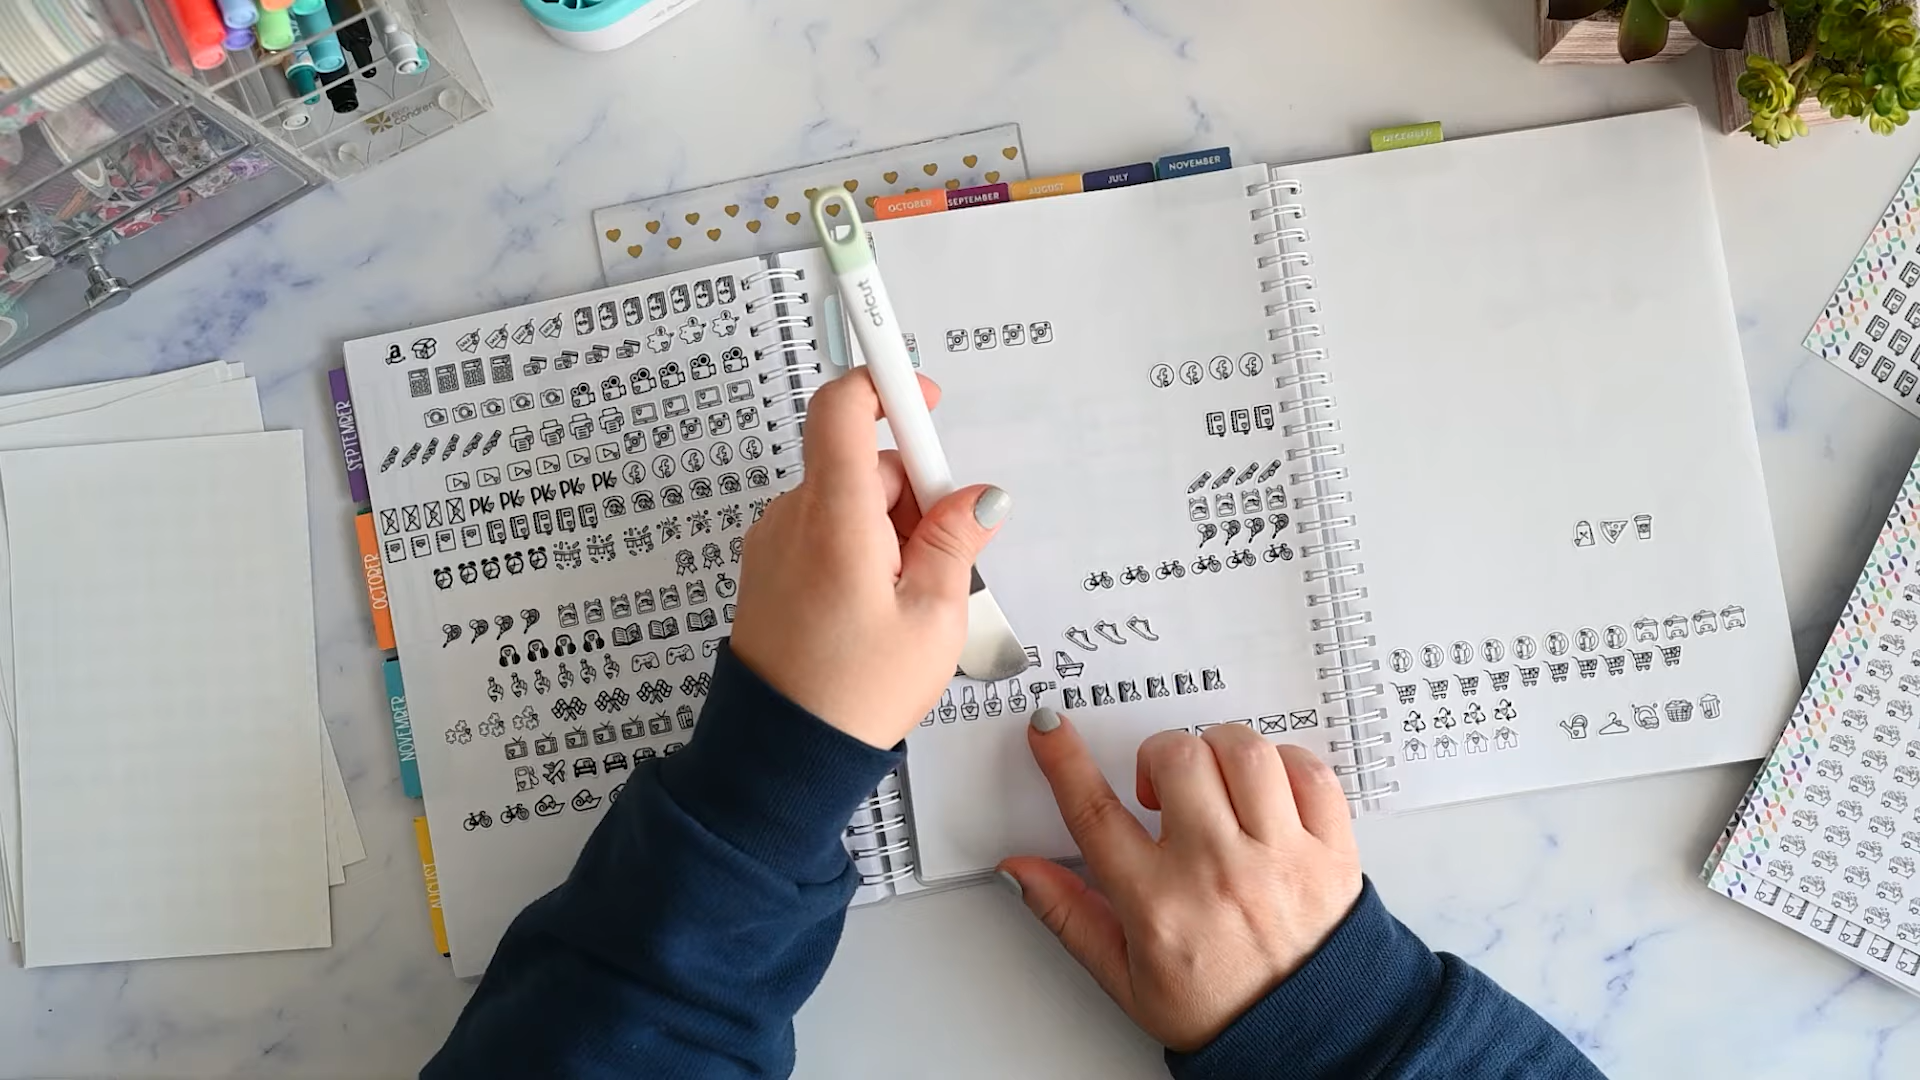 erin condren
DECEMBER
NOVEMBER
JULY
AUGUST
SEPTEMBER
OCTOBER
cricut
a
SEPTEMBER
PK PK PK PK PK
OCTOBER
NOVEMBER
AUGUST